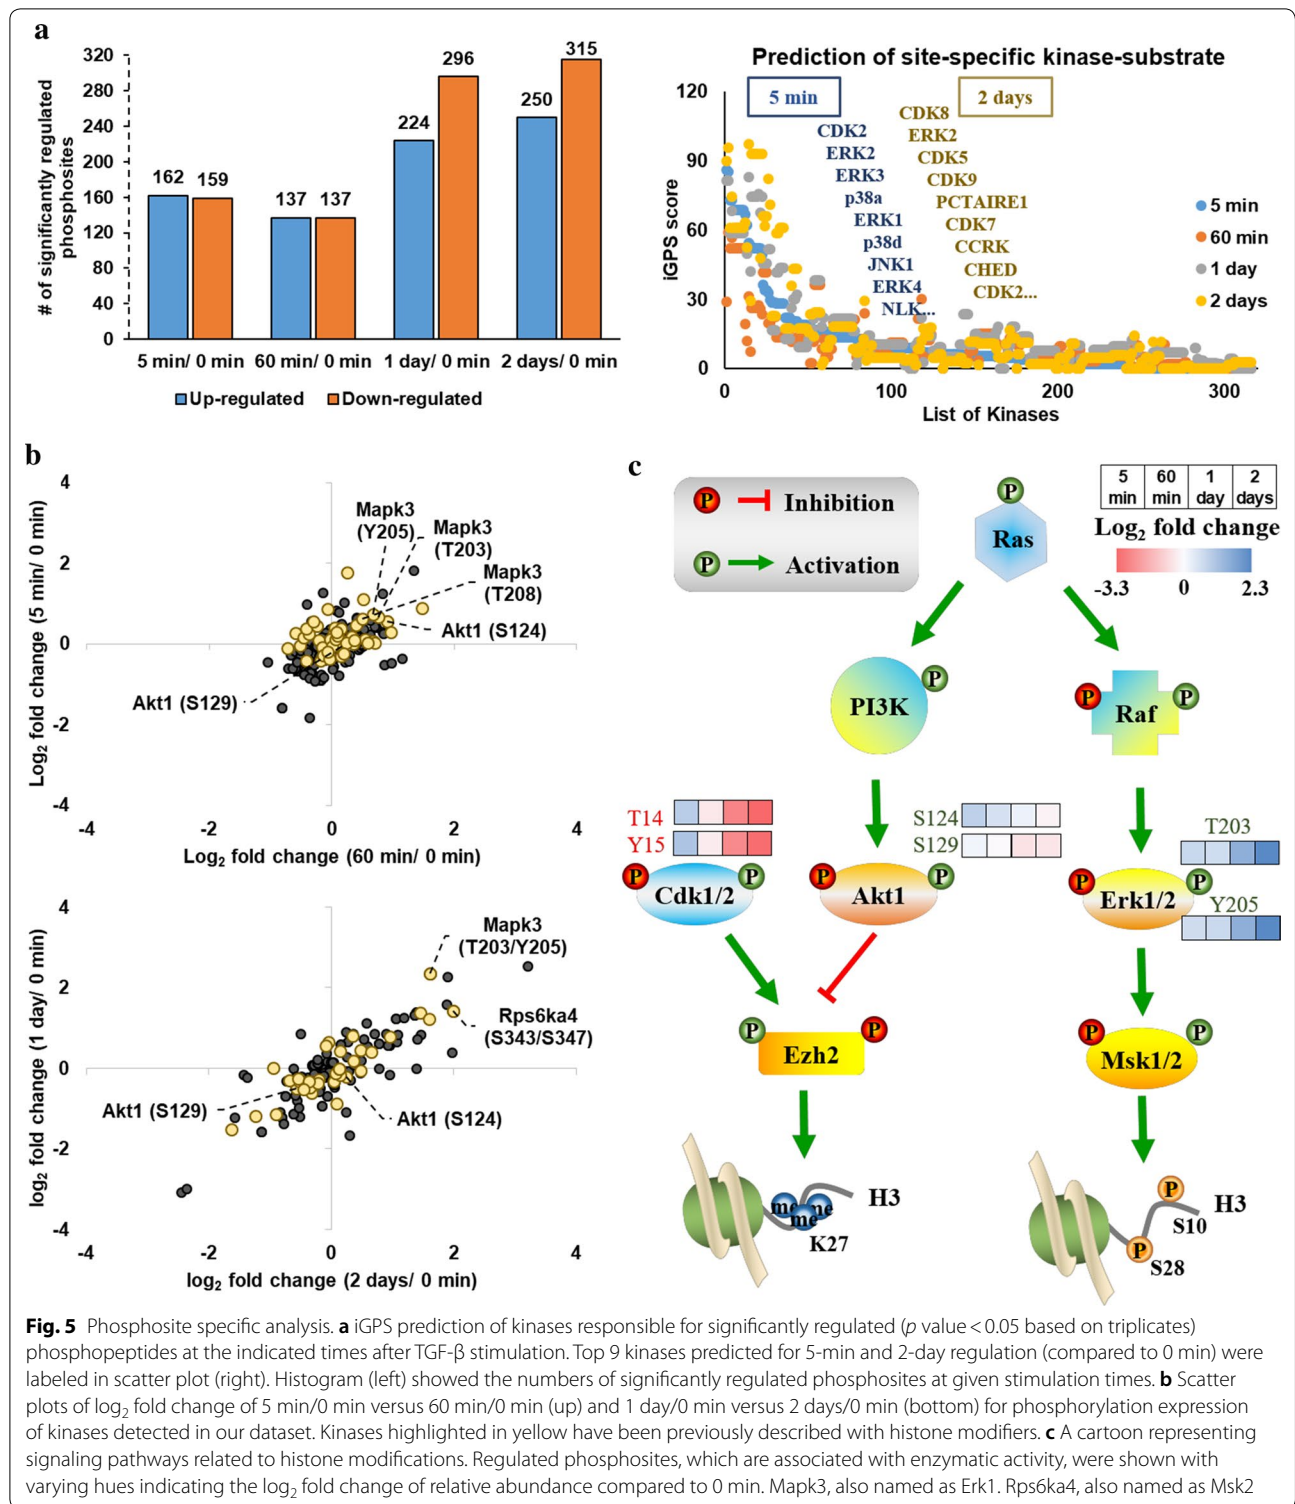 a
320
280
240
200
160
120
80
40
0
# of significantly regulated
phosphosites
162
159
137
137
224
296
250
315
5 min/ 0 min
60 min/ 0 min
1 day/ 0 min
2 days/ 0 min
Up-regulated
Down-regulated
Prediction of site-specific kinase-substrate
120
90
60
30
0
iGPS score
5 min
2 days
CDK2
ERK2
ERK3
p38a
ERK1
p38d
JNK1
ERK4
NLK...
CDK8
ERK2
CDK5
CDK9
PCTAIRE1
CDK7
CCRK
CHED
CDK2...
5 min
60 min
1 day
2 days
0
100
200
300
List of Kinases
b
4
2
0
-2
-4
Log2 fold change (5 min/ 0 min)
Mapk3
(Y205)
Mapk3
(T203)
Mapk3
(T208)
Akt1 (S124)
Akt1 (S129)
-4
-2
0
2
4
Log2 fold change (60 min/ 0 min)
4
2
0
-2
-4
log2 fold change (1 day/ 0 min)
Mapk3
(T203/Y205)
Rps6ka4
(S343/S347)
Akt1 (S129)
Akt1 (S124)
-4
-2
0
2
4
log2 fold change (2 days/ 0 min)
c
P
Inhibition
P
Activation
P
Ras
5
min
60
min
1
day
2
days
Log2 fold change
-3.3
0
2.3
PI3K
P
P
Raf
P
T14
Y15
S124
S129
T203
Y205
P
Cdk1/2
P
P
Akt1
P
P
Erk1/2
P
P
Ezh2
P
P
Msk1/2
P
me
me
me
H3
K27
P
P
H3
S10
S28
Fig. 5 Phosphosite specific analysis. a iGPS prediction of kinases responsible for significantly regulated (p value < 0.05 based on triplicates)
phosphopeptides at the indicated times after TGF-β stimulation. Top 9 kinases predicted for 5-min and 2-day regulation (compared to 0 min) were
labeled in scatter plot (right). Histogram (left) showed the numbers of significantly regulated phosphosites at given stimulation times. b Scatter
plots of log2 fold change of 5 min/0 min versus 60 min/0 min (up) and 1 day/0 min versus 2 days/0 min (bottom) for phosphorylation expression
of kinases detected in our dataset. Kinases highlighted in yellow have been previously described with histone modifiers. c A cartoon representing
signaling pathways related to histone modifications. Regulated phosphosites, which are associated with enzymatic activity, were shown with
varying hues indicating the log2 fold change of relative abundance compared to 0 min. Mapk3, also named as Erk1. Rps6ka4, also named as Msk2